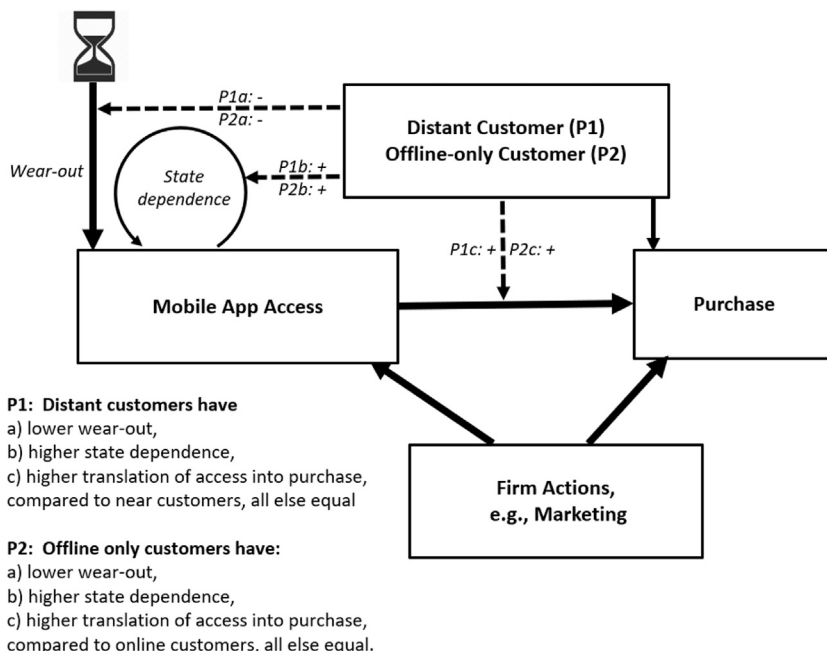 P1a: -
P2a: -
Distant Customer (P1)
Offline-only Customer (P2)
Wear-out
State
dependence
P1b: +
P2b: +
P1c: + P2c: +
Mobile App Access
Purchase
P1: Distant customers have
a) lower wear-out,
b) higher state dependence,
c) higher translation of access into purchase,
compared to near customers, all else equal
Firm Actions,
e.g., Marketing
P2: Offline only customers have:
a) lower wear-out,
b) higher state dependence,
c) higher translation of access into purchase,
compared to online customers, all else equal.